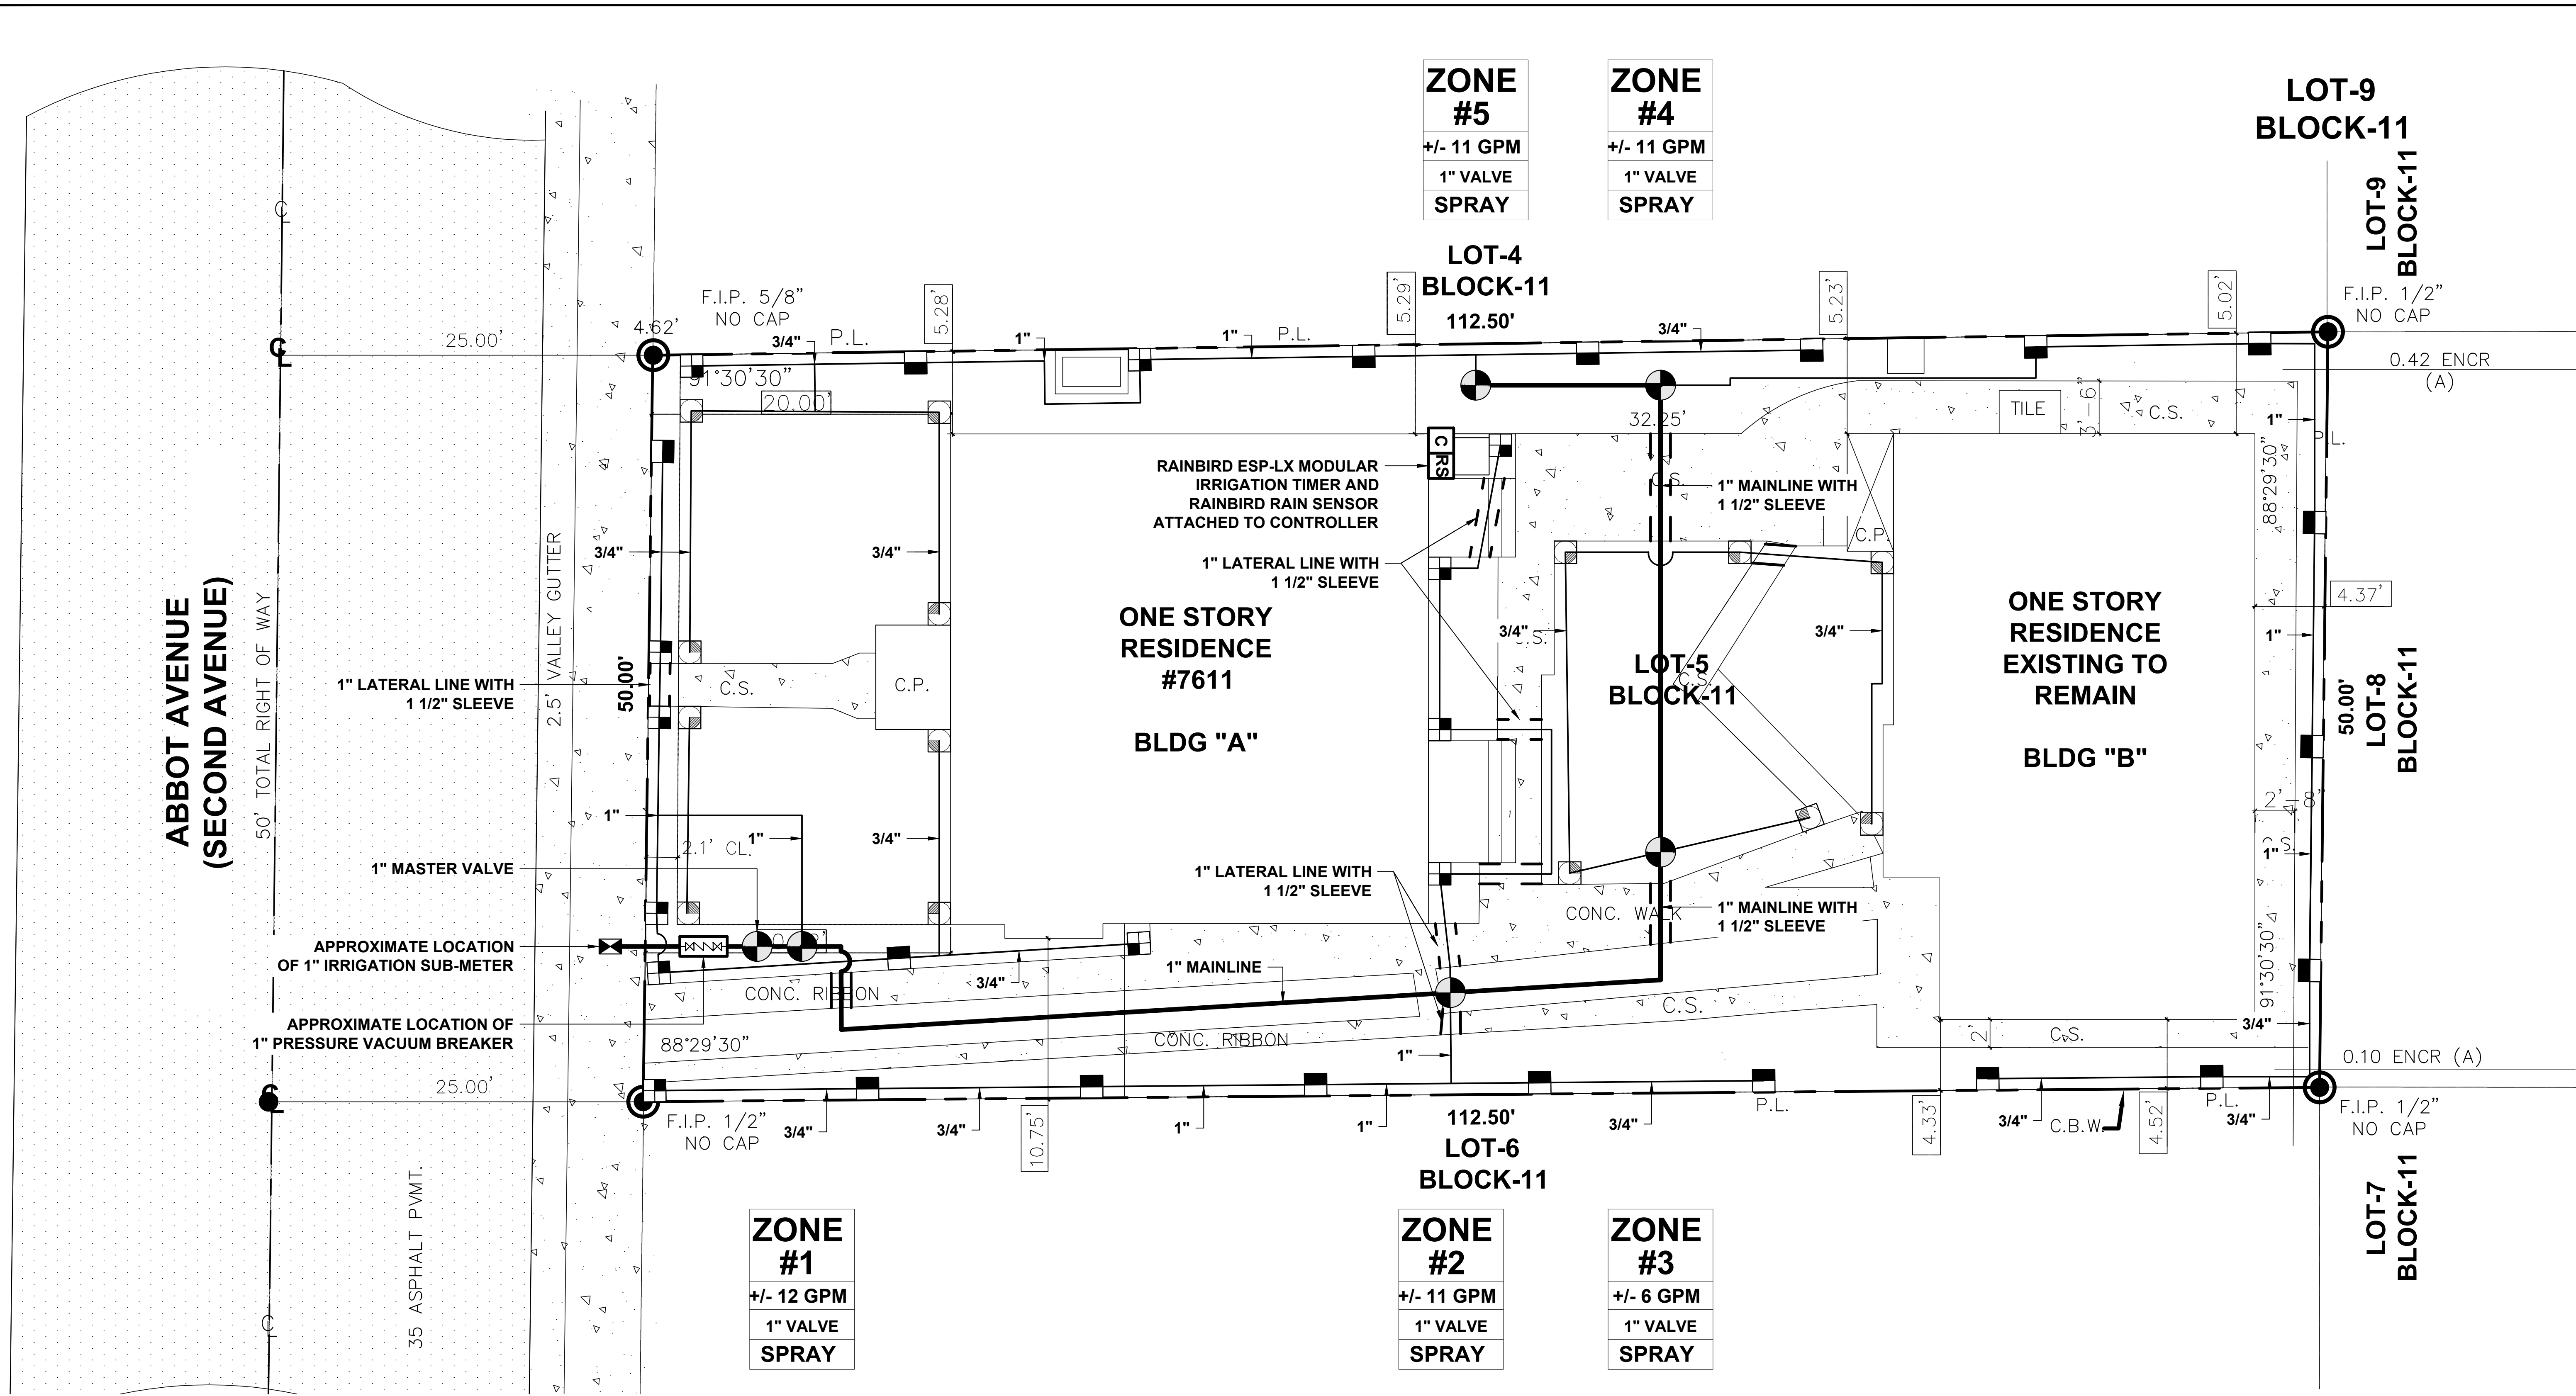 ZONE
#5
+/- 11 GPM
1" VALVE
SPRAY
ZONE
#4
+/- 11 GPM
1" VALVE
SPRAY
LOT-9
BLOCK-11
LOT-9
BLOCK-11
LOT-4
BLOCK-11
112.50'
F.I.P. 5/8"
NO CAP
4.62'
25.00'
3/4"
P.L.
5.28'
1"
1"
P.L.
5.29'
3/4"
5.23'
5.02'
F.I.P. 1/2"
NO CAP
0.42 ENCR
(A)
91°30'30"
20.00'
32.25'
TILE
3'-6"
C.S.
1"
P.L.
88°29'30"
C
RS
RAINBIRD ESP-LX MODULAR
IRRIGATION TIMER AND
RAINBIRD RAIN SENSOR
ATTACHED TO CONTROLLER
C.S.
1" MAINLINE WITH
1 1/2" SLEEVE
C.P.
1" LATERAL LINE WITH
1 1/2" SLEEVE
3/4"
3/4"
3/4"
C.S.
3/4"
1"
4.37'
ABBOT AVENUE
(SECOND AVENUE)
50' TOTAL RIGHT OF WAY
2.5' VALLEY GUTTER
50.00'
1" LATERAL LINE WITH
1 1/2" SLEEVE
C.S.
C.P.
ONE STORY
RESIDENCE
#7611
BLDG "A"
LOT-5
BLOCK-11
C.S.
ONE STORY
RESIDENCE
EXISTING TO
REMAIN
BLDG "B"
50.00'
LOT-8
BLOCK-11
2'-8"
C.S.
1"
1"
1"
3/4"
2.1' CL.
1" MASTER VALVE
1" LATERAL LINE WITH
1 1/2" SLEEVE
CONC. WALK
1" MAINLINE WITH
1 1/2" SLEEVE
APPROXIMATE LOCATION
OF 1" IRRIGATION SUB-METER
1" MAINLINE
3/4"
CONC. RIBBON
91°30'30"
C.S.
3/4"
APPROXIMATE LOCATION OF
1" PRESSURE VACUUM BREAKER
88°29'30"
CONC. RIBBON
1"
2'
C.S.
0.10 ENCR (A)
25.00'
F.I.P. 1/2"
NO CAP
3/4"
3/4"
10.75'
1"
1"
112.50'
LOT-6
BLOCK-11
3/4"
P.L.
4.33'
3/4"
C.B.W.
4.52'
P.L.
3/4"
F.I.P. 1/2"
NO CAP
LOT-7
BLOCK-11
35 ASPHALT PVMT.
ZONE
#1
+/- 12 GPM
1" VALVE
SPRAY
ZONE
#2
+/- 11 GPM
1" VALVE
SPRAY
ZONE
#3
+/- 6 GPM
1" VALVE
SPRAY